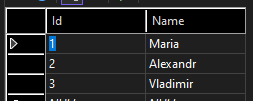 Id Name
1 Maria
2 Alexandr
3 Vladimir